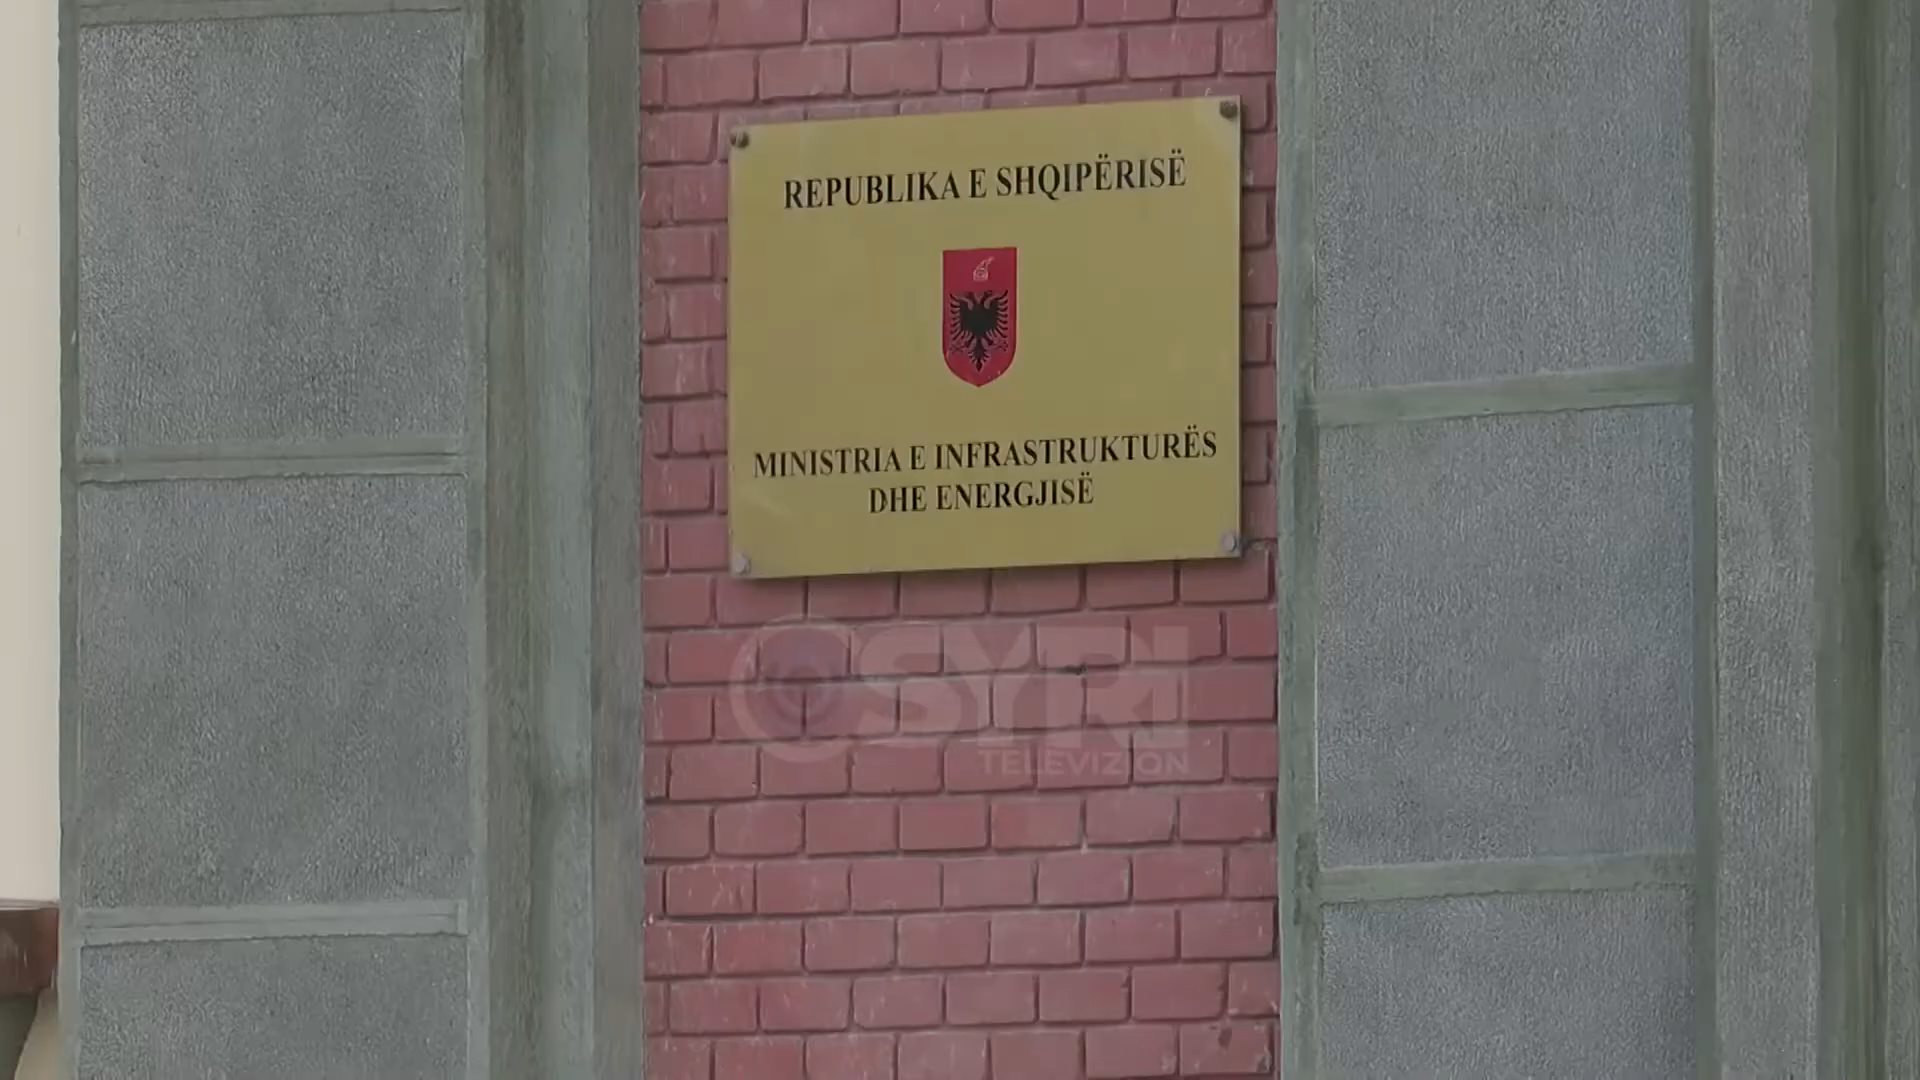 REPUBLIKA E SHQIPËRISË
MINISTRIA E INFRASTRUKTURËS
DHE ENERGJISË
SYRI
TELEVIZION